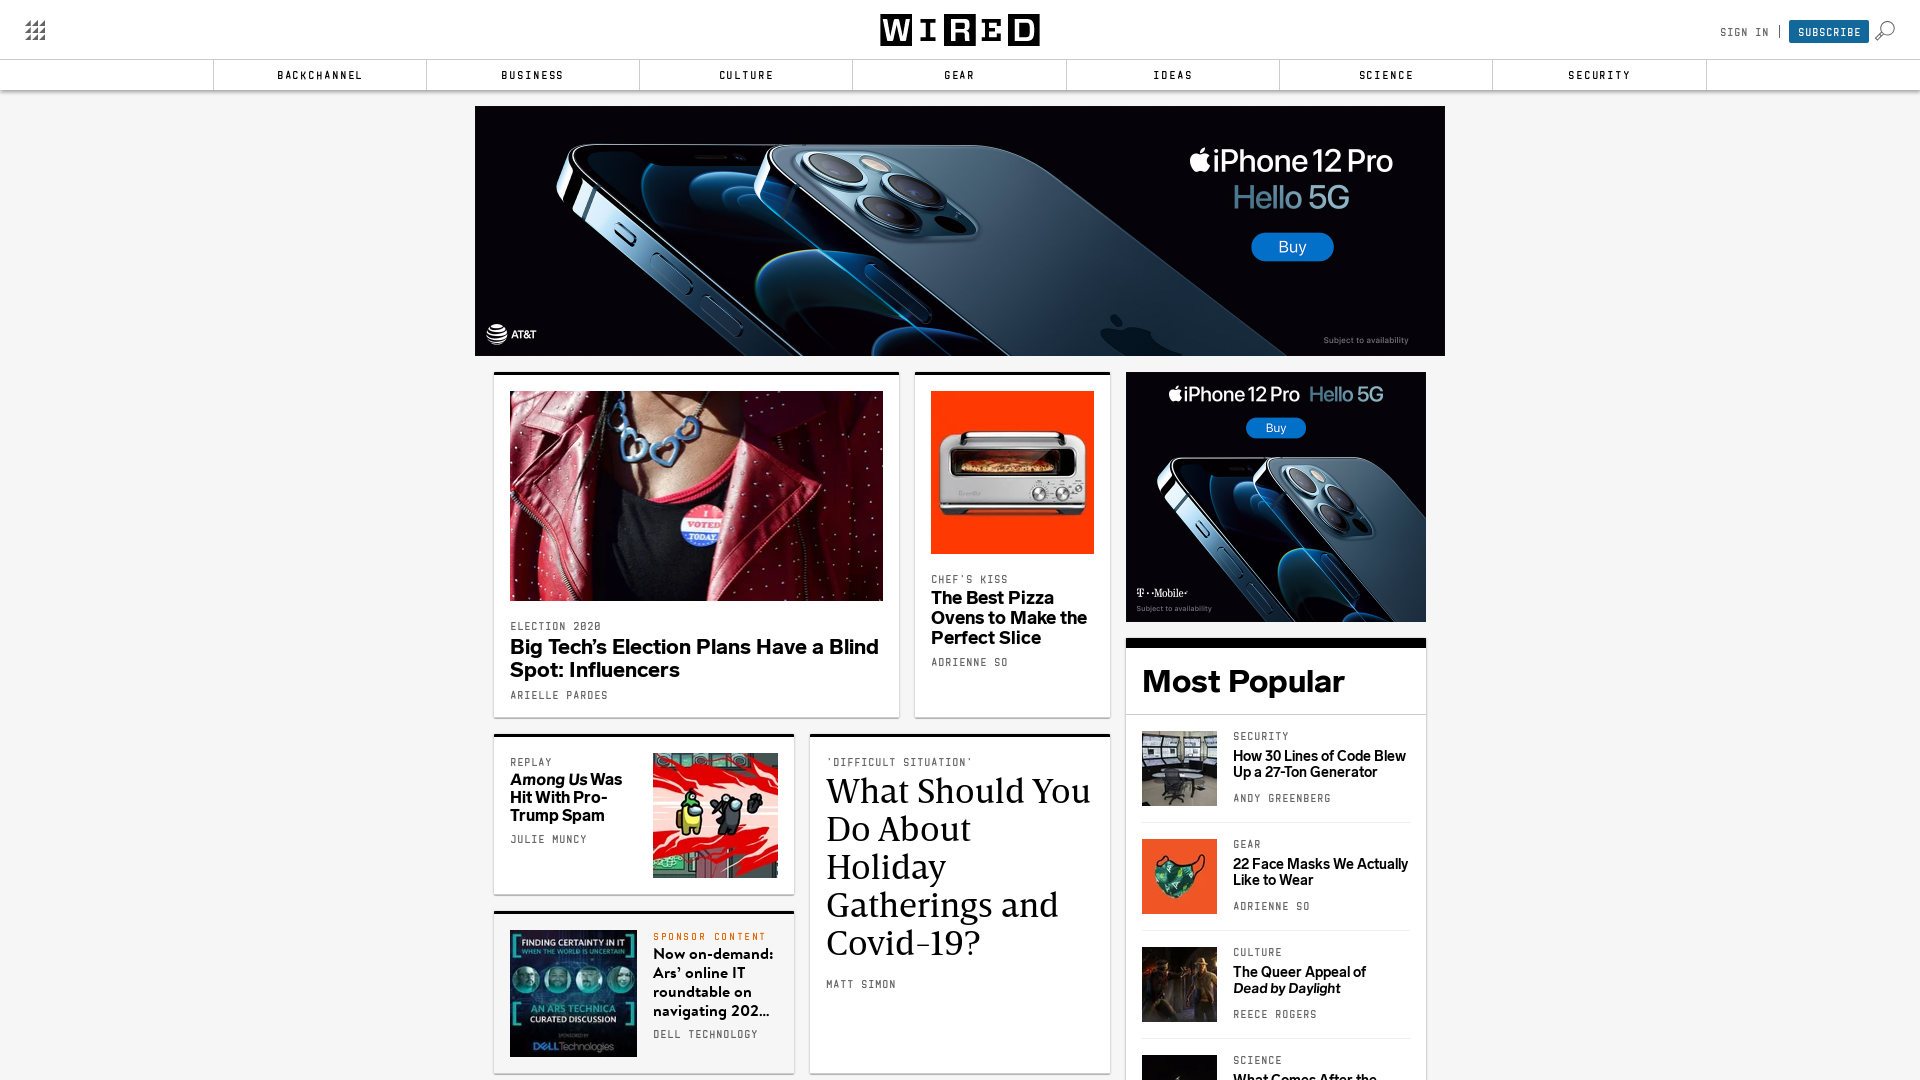 WIRED
SIGN IN
SUBSCRIBE
BACKCHANNEL
BUSINESS
CULTURE
GEAR
IDEAS
SCIENCE
SECURITY
iPhone 12 Pro
Hello 5G
Buy
AT&T
Subject to availability
I
VOTED
TODAY
ELECTION 2020
Big Tech’s Election Plans Have a Blind
Spot: Influencers
ARIELLE PARDES
CHEF'S KISS
The Best Pizza
Ovens to Make the
Perfect Slice
ADRIENNE SO
iPhone 12 Pro Hello 5G
Buy
T-Mobile
Subject to availability
REPLAY
Among Us Was
Hit With Pro-
Trump Spam
JULIE MUNCY
'DIFFICULT SITUATION'
What Should You
Do About
Holiday
Gatherings and
Covid-19?
MATT SIMON
FINDING CERTAINTY IN IT
WHEN THE WORLD IS UNCERTAIN
AN ARS TECHNICA
CURATED DISCUSSION
SPONSORED BY
DELL Technologies
SPONSOR CONTENT
Now on-demand:
Ars’ online IT
roundtable on
navigating 202...
DELL TECHNOLOGY
Most Popular
SECURITY
How 30 Lines of Code Blew
Up a 27-Ton Generator
ANDY GREENBERG
GEAR
22 Face Masks We Actually
Like to Wear
ADRIENNE SO
CULTURE
The Queer Appeal of
Dead by Daylight
REECE ROGERS
SCIENCE
What Comes After the